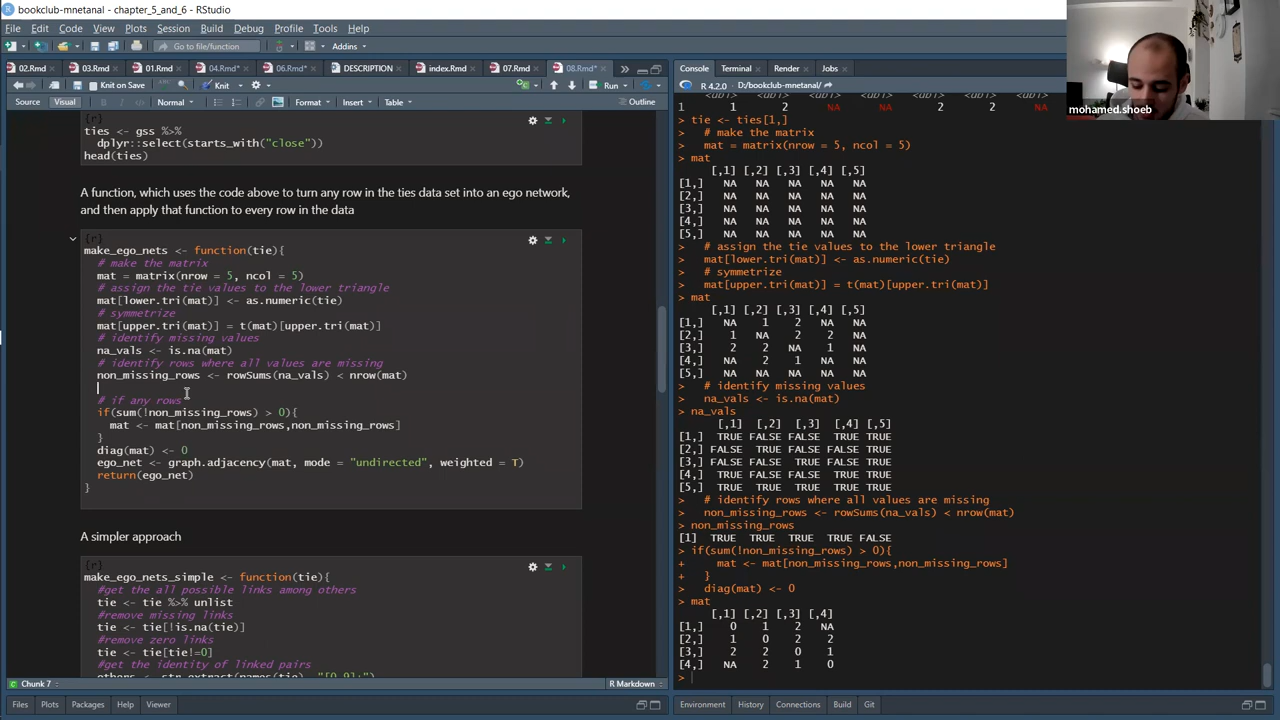 bookclub-mnetanal - chapter_5_and_6 - RStudio
File Edit Code View Plots Session Build Debug Profile Tools Help
Go to file/function Addins
02.Rmd 03.Rmd 01.Rmd 04.Rmd* 06.Rmd* DESCRIPTION index.Rmd 07.Rmd 08.Rmd*
Knit on Save Knit Run
Source Visual Normal Format Insert Table Outline
ties <- gss %>%
dplyr::select(starts_with("close"))
head(ties)
A function, which uses the code above to turn any row in the ties data set into an ego network,
and then apply that function to every row in the data
{r}
make_ego_nets <- function(tie){
# make the matrix
mat = matrix(nrow = 5, ncol = 5)
# assign the tie values to the lower triangle
mat[lower.tri(mat)] <- as.numeric(tie)
# symmetrize
mat[upper.tri(mat)] = t(mat)[upper.tri(mat)]
# identify missing values
na_vals <- is.na(mat)
# identify rows where all values are missing
non_missing_rows <- rowSums(na_vals) < nrow(mat)
# if any rows
if(sum(!non_missing_rows) > 0){
mat <- mat[non_missing_rows,non_missing_rows]
}
diag(mat) <- 0
ego_net <- graph.adjacency(mat, mode = "undirected", weighted = T)
return(ego_net)
}
A simpler approach
{r}
make_ego_nets_simple <- function(tie){
#get the all possible links among others
tie <- tie %>% unlist
#remove missing links
tie <- tie[!is.na(tie)]
#remove zero links
tie <- tie[tie!=0]
#get the identity of linked pairs
Chunk 7 R Markdown
Files Plots Packages Help Viewer
Console Terminal Render Jobs
R 4.2.0 . D:/bookclub-mnetanal/
<dbl> <dbl> <dbl> <dbl> <dbl> <dbl> <dbl>
1 1 2 NA NA 2 2 NA
mohamed.shoeb
> tie <- ties[1,]
> # make the matrix
> mat = matrix(nrow = 5, ncol = 5)
> mat
[,1] [,2] [,3] [,4] [,5]
[1,] NA NA NA NA NA
[2,] NA NA NA NA NA
[3,] NA NA NA NA NA
[4,] NA NA NA NA NA
[5,] NA NA NA NA NA
> # assign the tie values to the lower triangle
> mat[lower.tri(mat)] <- as.numeric(tie)
> # symmetrize
> mat[upper.tri(mat)] = t(mat)[upper.tri(mat)]
> mat
[,1] [,2] [,3] [,4] [,5]
[1,] NA 1 2 NA NA
[2,] 1 NA 2 2 NA
[3,] 2 2 NA 1 NA
[4,] NA 2 1 NA NA
[5,] NA NA NA NA NA
> # identify missing values
> na_vals <- is.na(mat)
> na_vals
[,1] [,2] [,3] [,4] [,5]
[1,] TRUE FALSE FALSE TRUE TRUE
[2,] FALSE TRUE FALSE FALSE TRUE
[3,] FALSE FALSE TRUE FALSE TRUE
[4,] TRUE FALSE FALSE TRUE TRUE
[5,] TRUE TRUE TRUE TRUE TRUE
> # identify rows where all values are missing
> non_missing_rows <- rowSums(na_vals) < nrow(mat)
> non_missing_rows
[1] TRUE TRUE TRUE TRUE FALSE
> if(sum(!non_missing_rows) > 0){
+ mat <- mat[non_missing_rows,non_missing_rows]
+ }
> diag(mat) <- 0
> mat
[,1] [,2] [,3] [,4]
[1,] 0 1 2 NA
[2,] 1 0 2 2
[3,] 2 2 0 1
[4,] NA 2 1 0
>
Environment History Connections Build Git